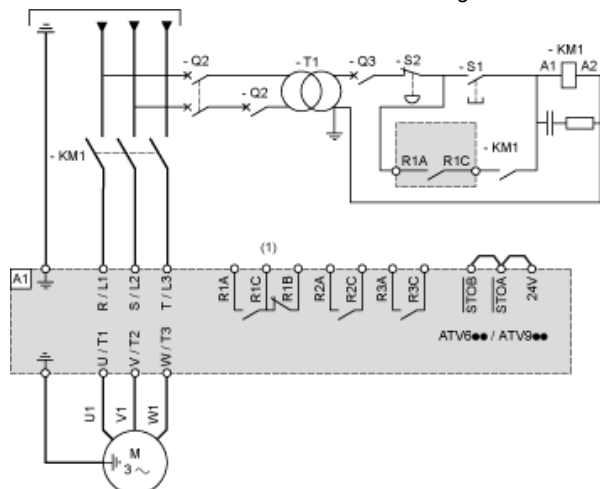 - Q2
- T1
- Q3
- S2
- S1
- KM1
A1
A2
- Q2
- KM1
R1A
R1C
- KM1
(1)
A1
R / L1
S / L2
T / L3
R1A
R1C
R1B
R2A
R2C
R3A
R3C
STOB
STOA
24V
ATV6●● / ATV9●●
U / T1
V / T2
W / T3
U1
V1
W1
M
3 ~